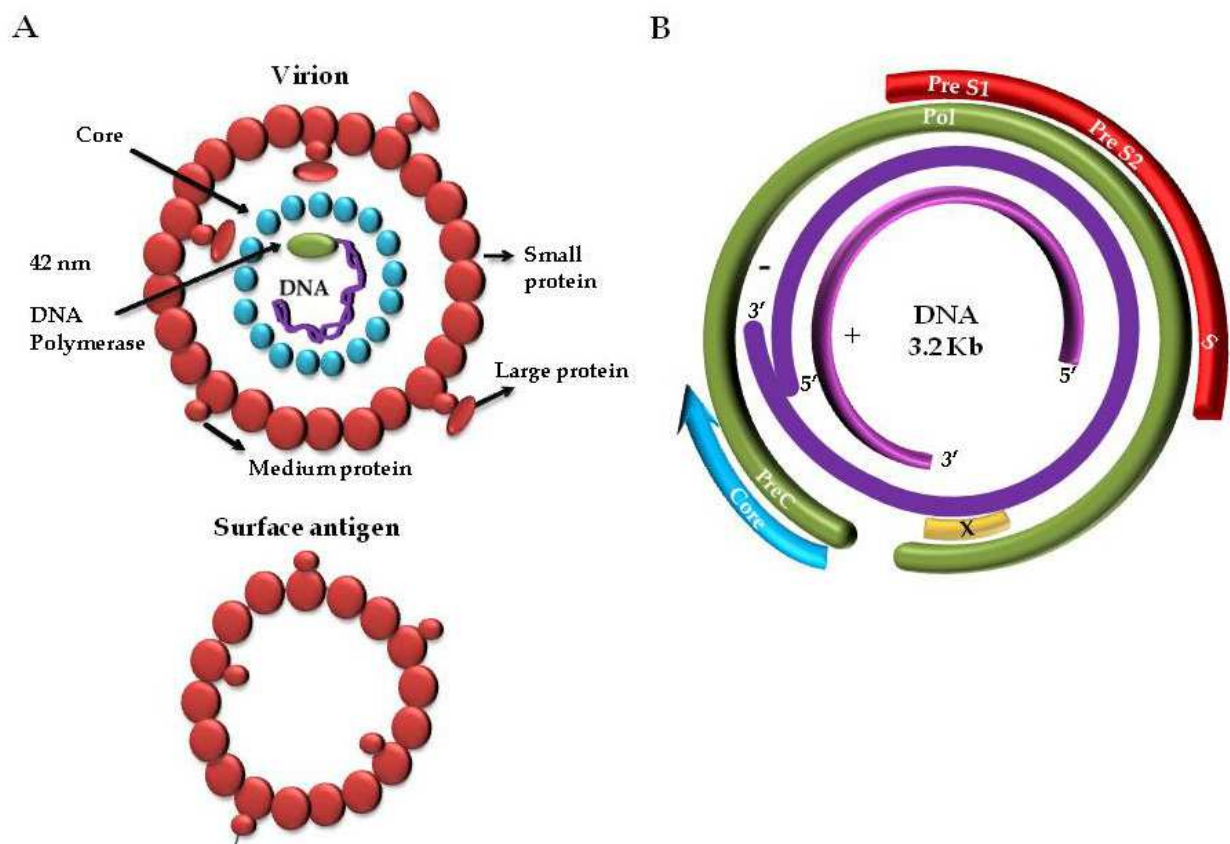 A
Virion
Core
42 nm
DNA
Polymerase
DNA
Small
protein
Large protein
Medium protein
Surface antigen
B
Pre S1
Pol
Pre S2
S
-
3'
+
DNA
3.2 Kb
5'
5'
3'
PreC
Core
X